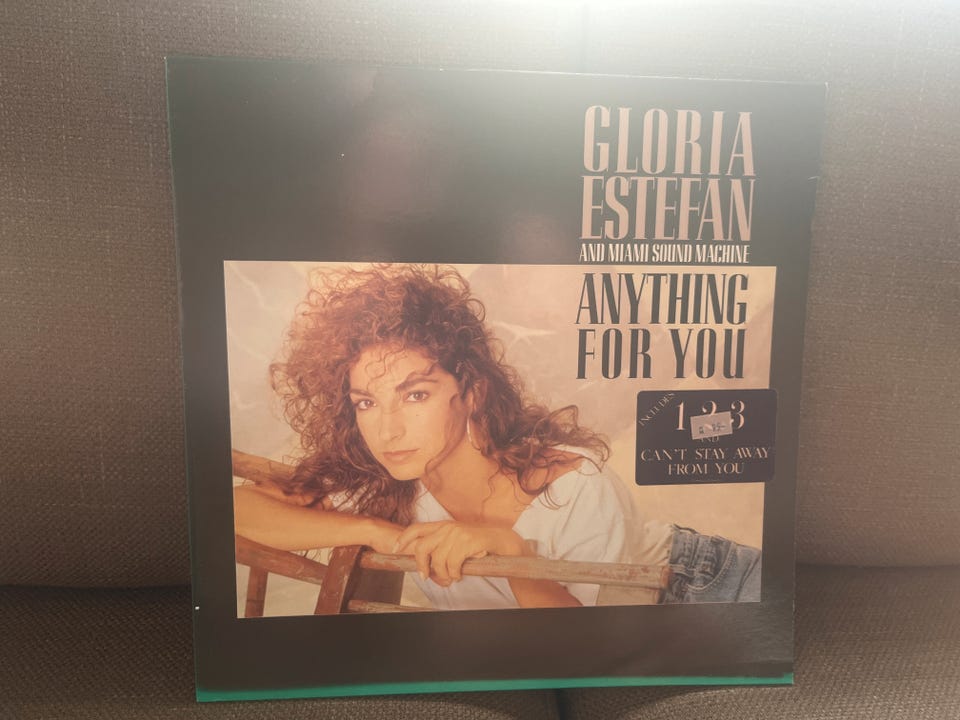 GLORIA
ESTEFAN
AND MIAMI SOUND MACHINE
ANYTHING
FOR YOU
INCLUDES
1 2 3
AND
CAN'T STAY AWAY
FROM YOU